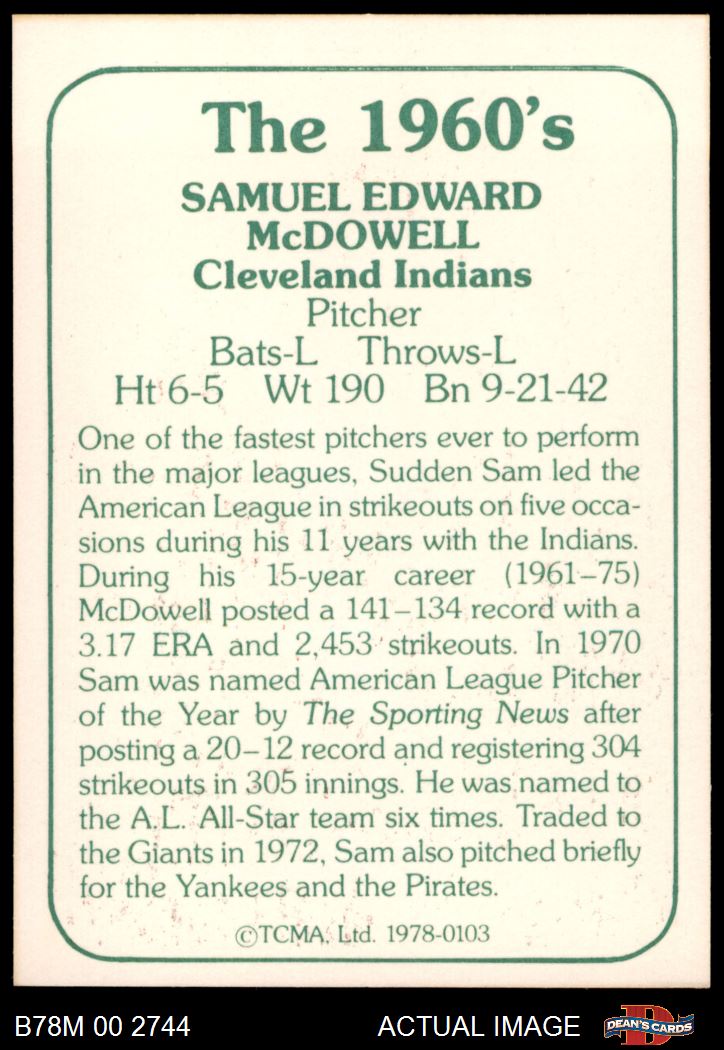 The 1960's
SAMUEL EDWARD
McDOWELL
Cleveland Indians
Pitcher
Bats-L Throws-L
Ht 6-5 Wt 190 Bn 9-21-42
One of the fastest pitchers ever to perform
in the major leagues, Sudden Sam led the
American League in strikeouts on five occa-
sions during his 11 years with the Indians.
During his 15-year career (1961–75)
McDowell posted a 141–134 record with a
3.17 ERA and 2,453 strikeouts. In 1970
Sam was named American League Pitcher
of the Year by The Sporting News after
posting a 20–12 record and registering 304
strikeouts in 305 innings. He was named to
the A.L. All-Star team six times. Traded to
the Giants in 1972, Sam also pitched briefly
for the Yankees and the Pirates.
©TCMA, Ltd. 1978-0103
B78M 00 2744 ACTUAL IMAGE DEAN'S CARDS